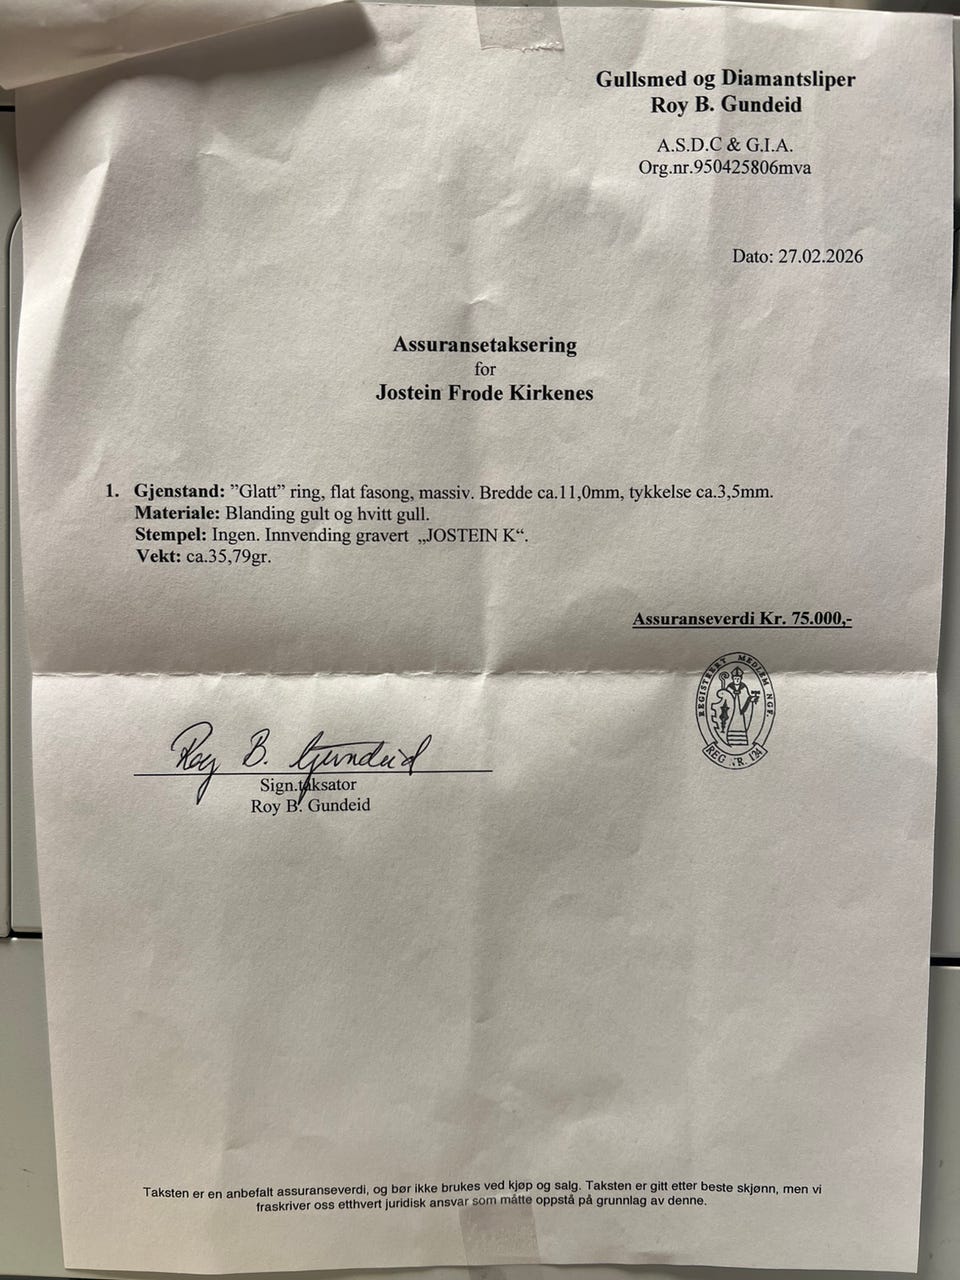 Gullsmed og Diamantsliper
Roy B. Gundeid
A.S.D.C & G.I.A.
Org.nr.950425806mva
Dato: 27.02.2026
Assuransetaksering
for
Jostein Frode Kirkenes
1. Gjenstand: ”Glatt” ring, flat fasong, massiv. Bredde ca.11,0mm, tykkelse ca.3,5mm.
Materiale: Blanding gult og hvitt gull.
Stempel: Ingen. Innvending gravert „JOSTEIN K“.
Vekt: ca.35,79gr.
Assuranseverdi Kr. 75.000,-
REGISTRERT MEDLEM NGF.
REG NR. 124
Roy B. Gundeid
Sign.taksator
Roy B. Gundeid
Taksten er en anbefalt assuranseverdi, og bør ikke brukes ved kjøp og salg. Taksten er gitt etter beste skjønn, men vi
fraskriver oss etthvert juridisk ansvar som måtte oppstå på grunnlag av denne.